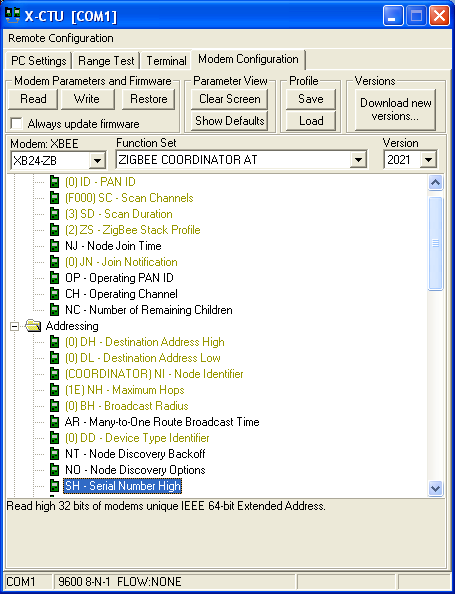 X-CTU [COM1]
Remote Configuration
PC Settings Range Test Terminal Modem Configuration
Modem Parameters and Firmware Parameter View Profile Versions
Read Write Restore Clear Screen Save Download new
versions...
Always update firmware Show Defaults Load
Modem: XBEE Function Set Version
XB24-ZB ZIGBEE COORDINATOR AT 2021
(0) ID - PAN ID
(F000) SC - Scan Channels
(3) SD - Scan Duration
(2) ZS - ZigBee Stack Profile
NJ - Node Join Time
(0) JN - Join Notification
OP - Operating PAN ID
CH - Operating Channel
NC - Number of Remaining Children
Addressing
(0) DH - Destination Address High
(0) DL - Destination Address Low
(COORDINATOR) NI - Node Identifier
(1E) NH - Maximum Hops
(0) BH - Broadcast Radius
AR - Many-to-One Route Broadcast Time
(0) DD - Device Type Identifier
NT - Node Discovery Backoff
NO - Node Discovery Options
SH - Serial Number High
Read high 32 bits of modems unique IEEE 64-bit Extended Address.
COM1 9600 8-N-1 FLOW:NONE